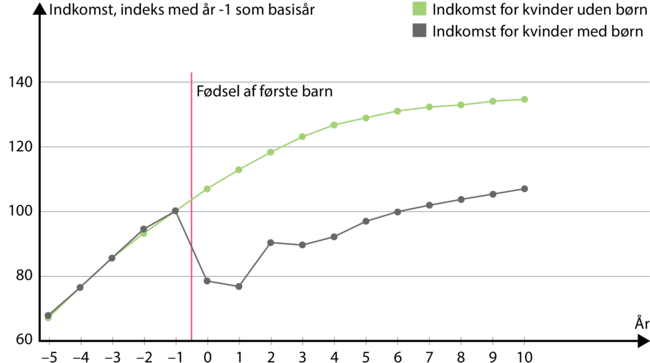 Indkomst, indeks med år -1 som basisår
Indkomst for kvinder uden børn
Indkomst for kvinder med børn
Fødsel af første barn
140
120
100
80
60
År
–5 –4 –3 –2 –1 0 1 2 3 4 5 6 7 8 9 10